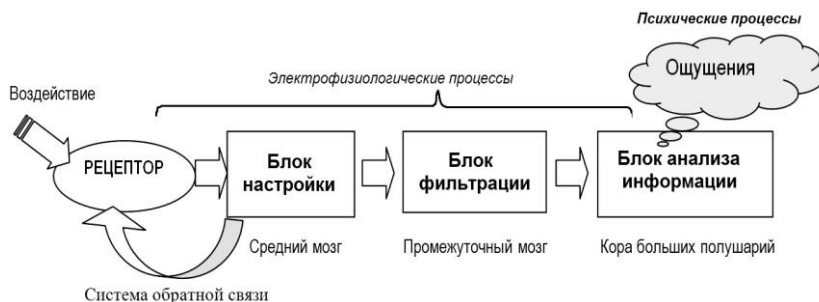 Психические процессы
Ощущения
Электрофизиологические процессы
Воздействие
РЕЦЕПТОР
Блок
настройки
Блок
фильтрации
Блок анализа
информации
Средний мозг
Промежуточный мозг
Кора больших полушарий
Система обратной связи